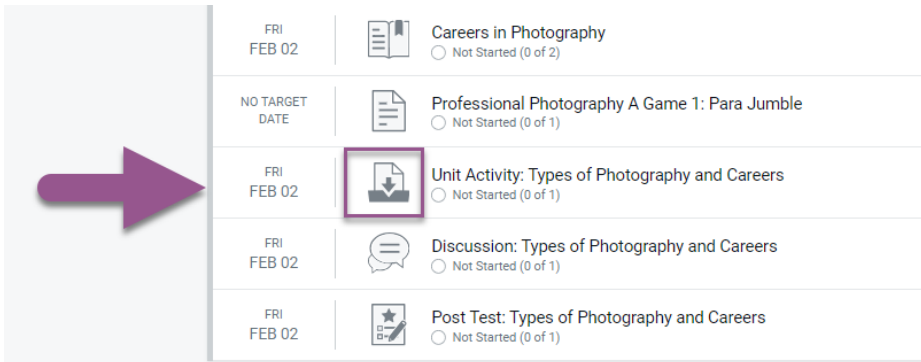 FRI
FEB 02
Careers in Photography
Not Started (0 of 2)
NO TARGET
DATE
Professional Photography A Game 1: Para Jumble
Not Started (0 of 1)
FRI
FEB 02
Unit Activity: Types of Photography and Careers
Not Started (0 of 1)
FRI
FEB 02
Discussion: Types of Photography and Careers
Not Started (0 of 1)
FRI
FEB 02
Post Test: Types of Photography and Careers
Not Started (0 of 1)